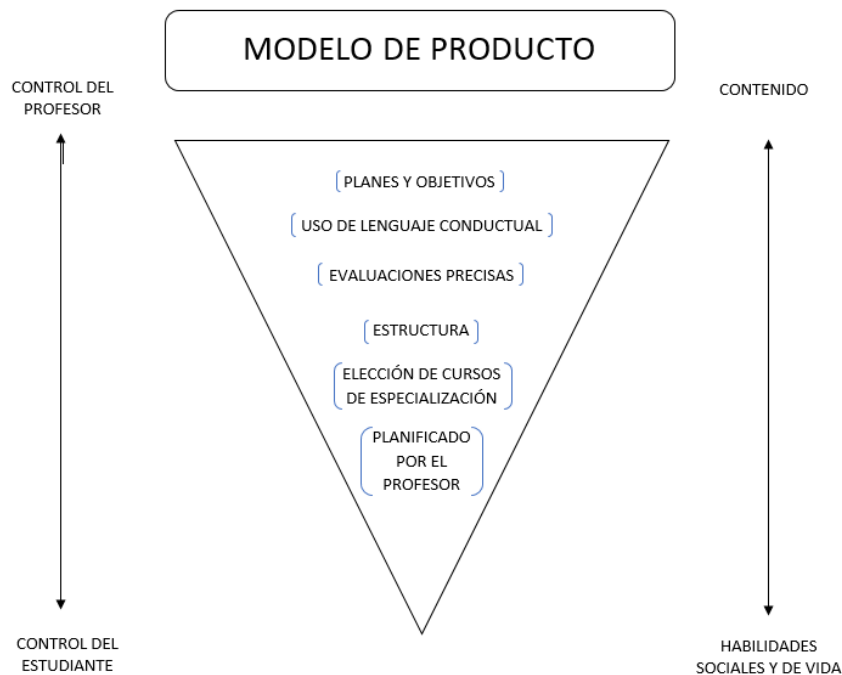 MODELO DE PRODUCTO
CONTROL DEL
PROFESOR
CONTENIDO
PLANES Y OBJETIVOS
USO DE LENGUAJE CONDUCTUAL
EVALUACIONES PRECISAS
ESTRUCTURA
ELECCIÓN DE CURSOS
DE ESPECIALIZACIÓN
PLANIFICADO
POR EL
PROFESOR
CONTROL DEL
ESTUDIANTE
HABILIDADES
SOCIALES Y DE VIDA